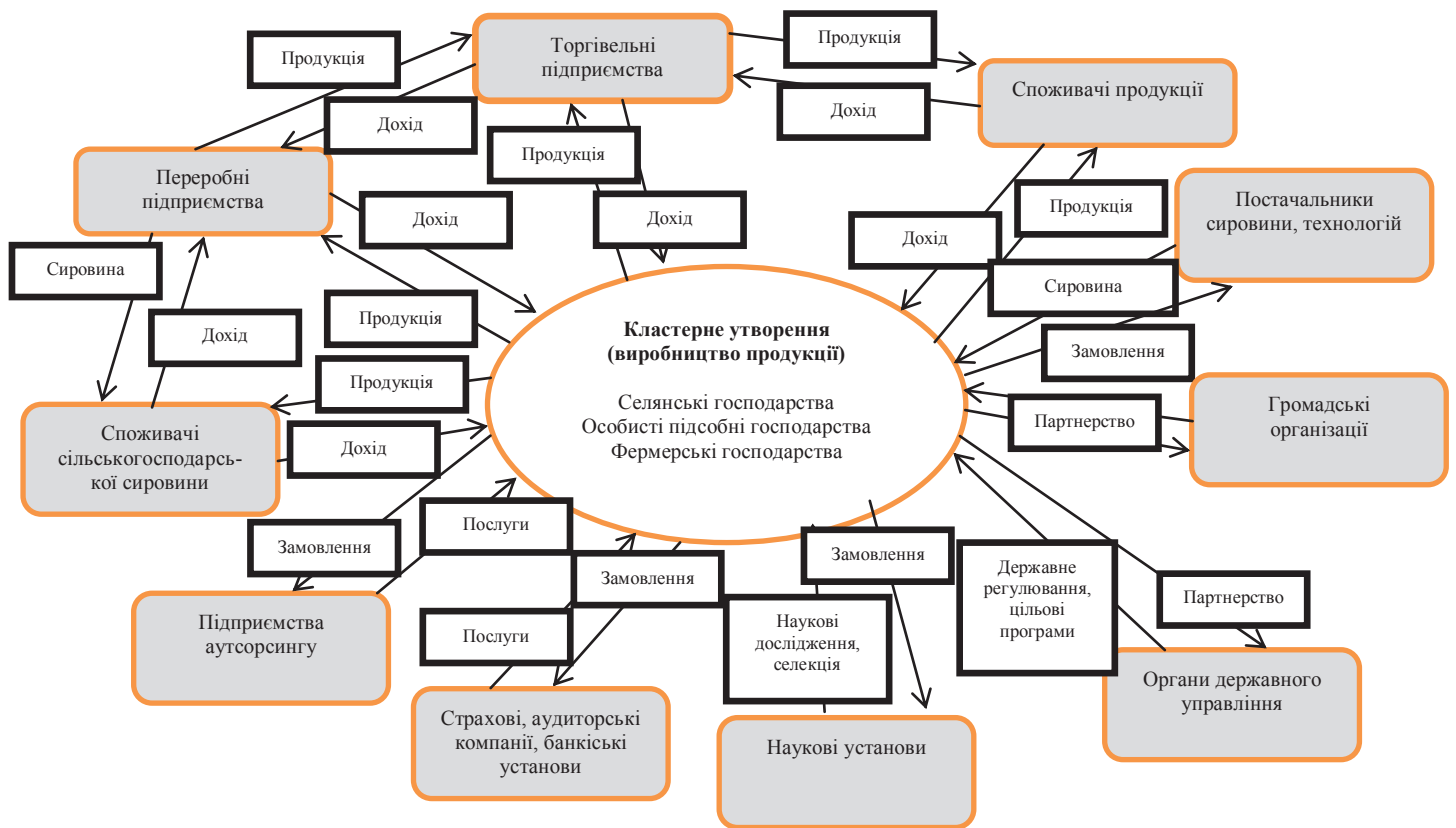 Продукція
Торгівельні
підприємства
Продукція
Споживачі продукції
Дохід
Дохід
Продукція
Переробні
підприємства
Дохід
Дохід
Продукція
Дохід
Постачальники
сировини, технологій
Сировина
Сировина
Дохід
Продукція
Замовлення
Кластерне утворення
(виробництво продукції)
Селянські господарства
Особисті підсобні господарства
Фермерські господарства
Продукція
Партнерство
Громадські
організації
Споживачі
сільськогосподарсь-
кої сировини
Дохід
Замовлення
Послуги
Замовлення
Замовлення
Державне
регулювання,
цільові
програми
Партнерство
Підприємства
аутсорсингу
Послуги
Наукові
дослідження,
селекція
Органи державного
управління
Страхові, аудиторські
компанії, банкіські
установи
Наукові установи